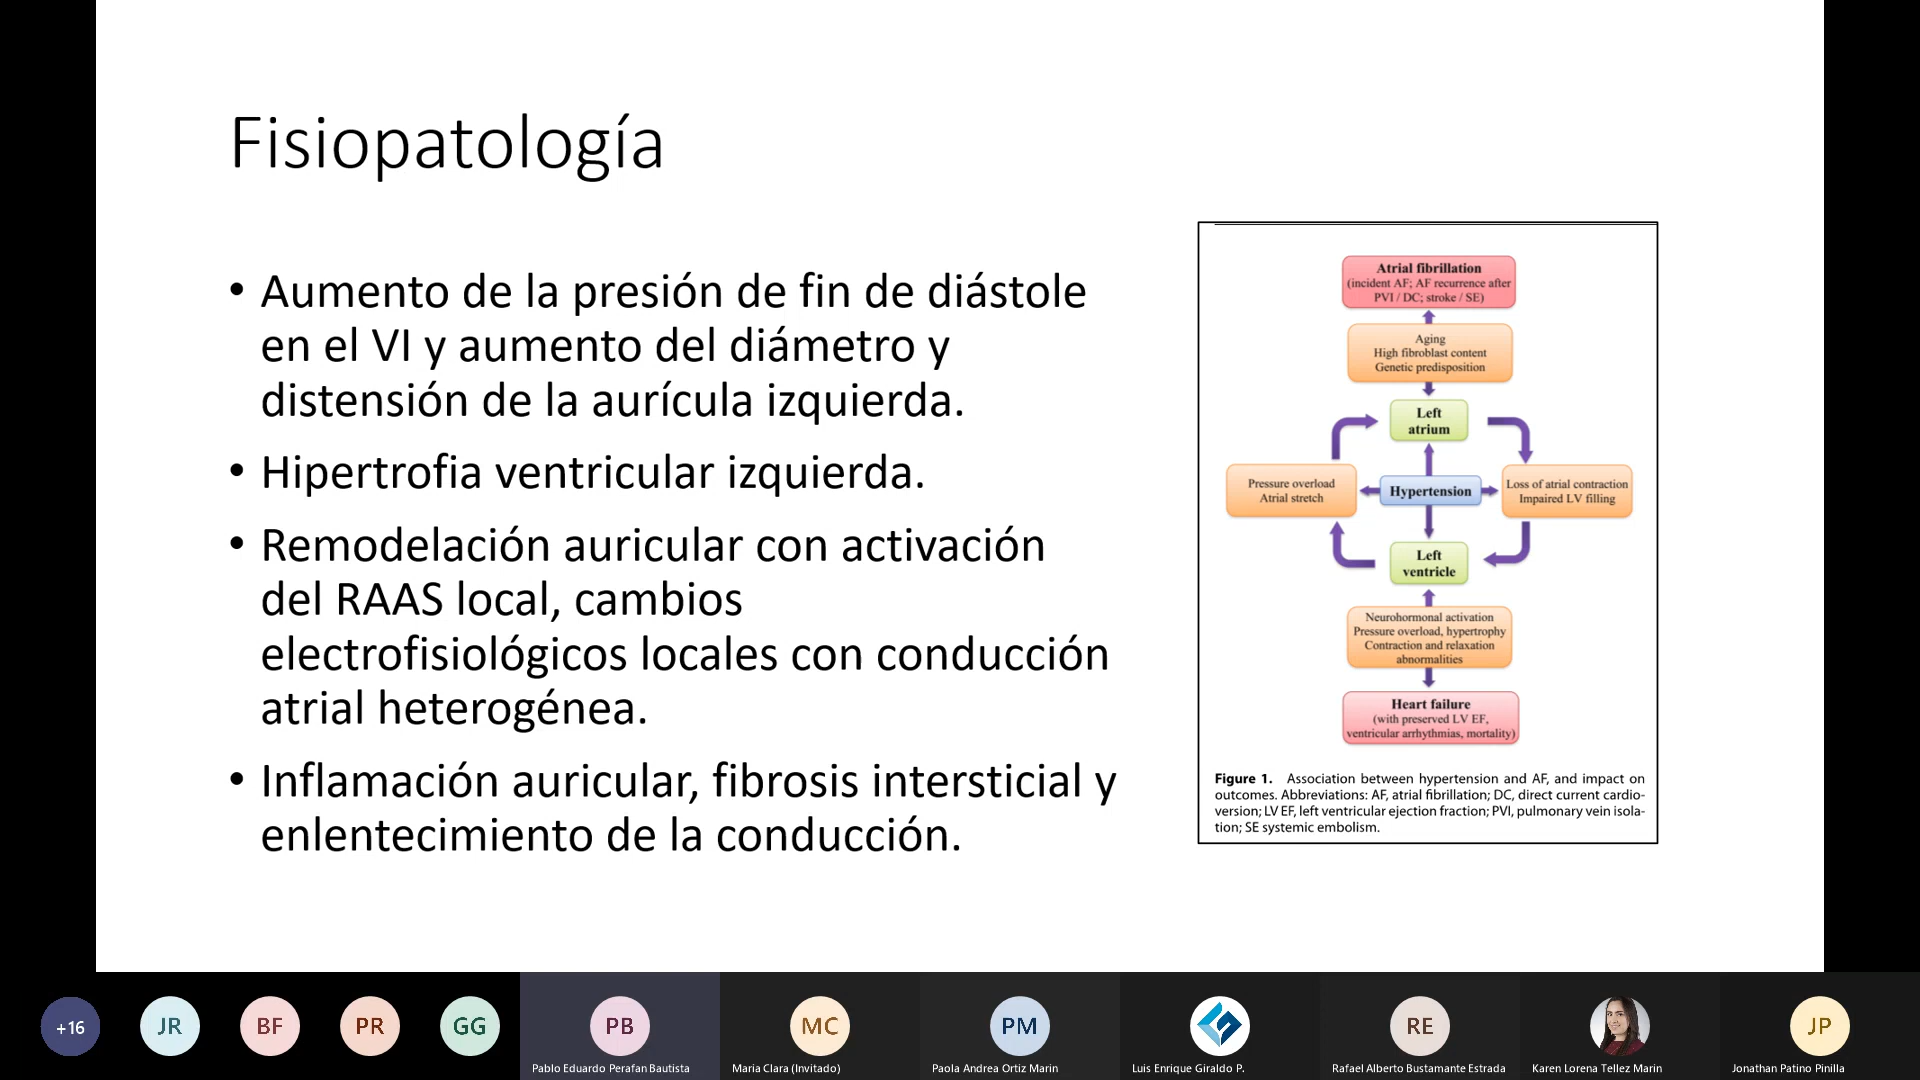 Fisiopatología
• Aumento de la presión de fin de diástole
en el VI y aumento del diámetro y
distensión de la aurícula izquierda.
• Hipertrofia ventricular izquierda.
• Remodelación auricular con activación
del RAAS local, cambios
electrofisiológicos locales con conducción
atrial heterogénea.
• Inflamación auricular, fibrosis intersticial y
enlentecimiento de la conducción.
Atrial fibrillation
(incident AF; AF recurrence after
PVI / DC; stroke / SE)
Aging
High fibroblast content
Genetic predisposition
Left
atrium
Pressure overload
Atrial stretch
Hypertension
Loss of atrial contraction
Impaired LV filling
Left
ventricle
Neurohormonal activation
Pressure overload, hypertrophy
Contraction and relaxation
abnormalities
Heart failure
(with preserved LV EF,
ventricular arrhythmias, mortality)
Figure 1. Association between hypertension and AF, and impact on
outcomes. Abbreviations: AF, atrial fibrillation; DC, direct current cardio-
version; LV EF, left ventricular ejection fraction; PVI, pulmonary vein isola-
tion; SE systemic embolism.
+16
JR
BF
PR
GG
PB
MC
PM
RE
JP
Pablo Eduardo Perafan Bautista
Maria Clara (Invitado)
Paola Andrea Ortiz Marin
Luis Enrique Giraldo P.
Rafael Alberto Bustamante Estrada
Karen Lorena Tellez Marin
Jonathan Patino Pinilla